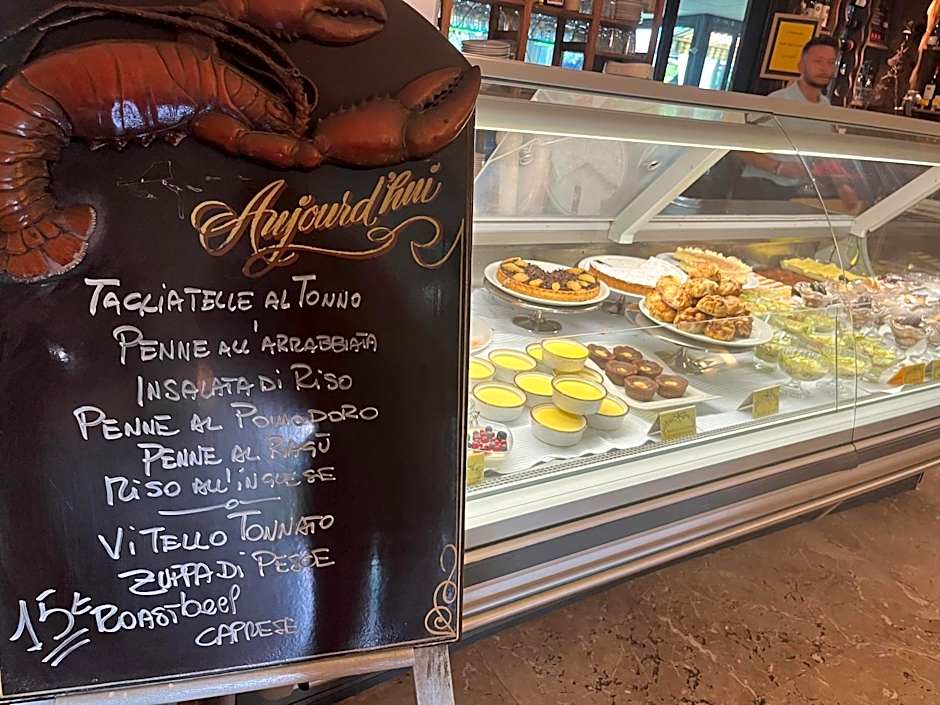 Aujourd'hui
TAGLIATELLE AL TONNO
PENNE ALL'ARRABBIATA
INSALATA DI RISO
PENNE AL POMODORO
PENNE AL RAGÙ
RISO ALL'INGLESE
VITELLO TONNATO
ZUPPA DI PESCE
15€ ROASTbeef
CAPRESE